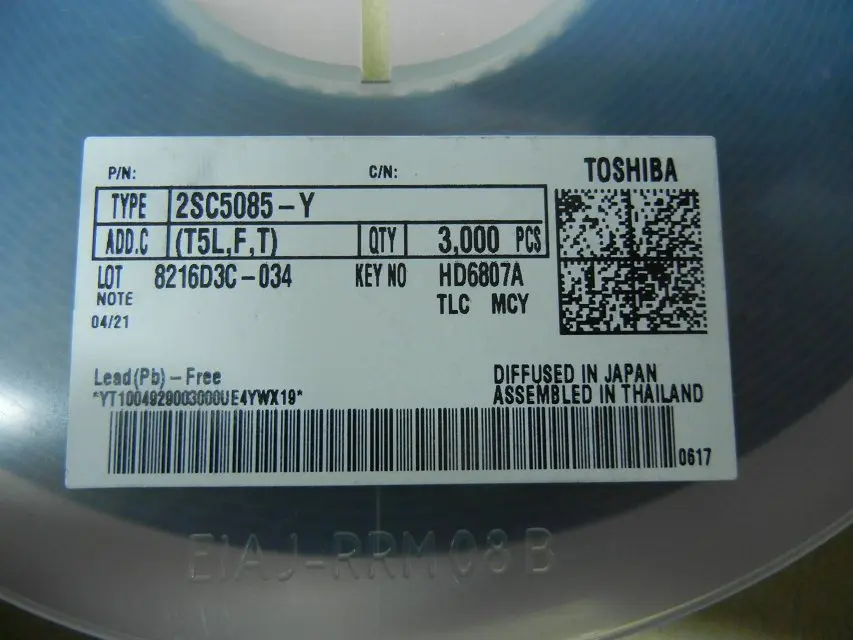 P/N: C/N: TOSHIBA
TYPE 2SC5085-Y
ADD.C (T5L,F,T) QTY 3,000 PCS
LOT 8216D3C-034 KEY NO HD6807A
NOTE TLC MCY
04/21
Lead(Pb)-Free DIFFUSED IN JAPAN
*YT1004929003000UE4YWX19* ASSEMBLED IN THAILAND
0617
EIAJ-RRM08B